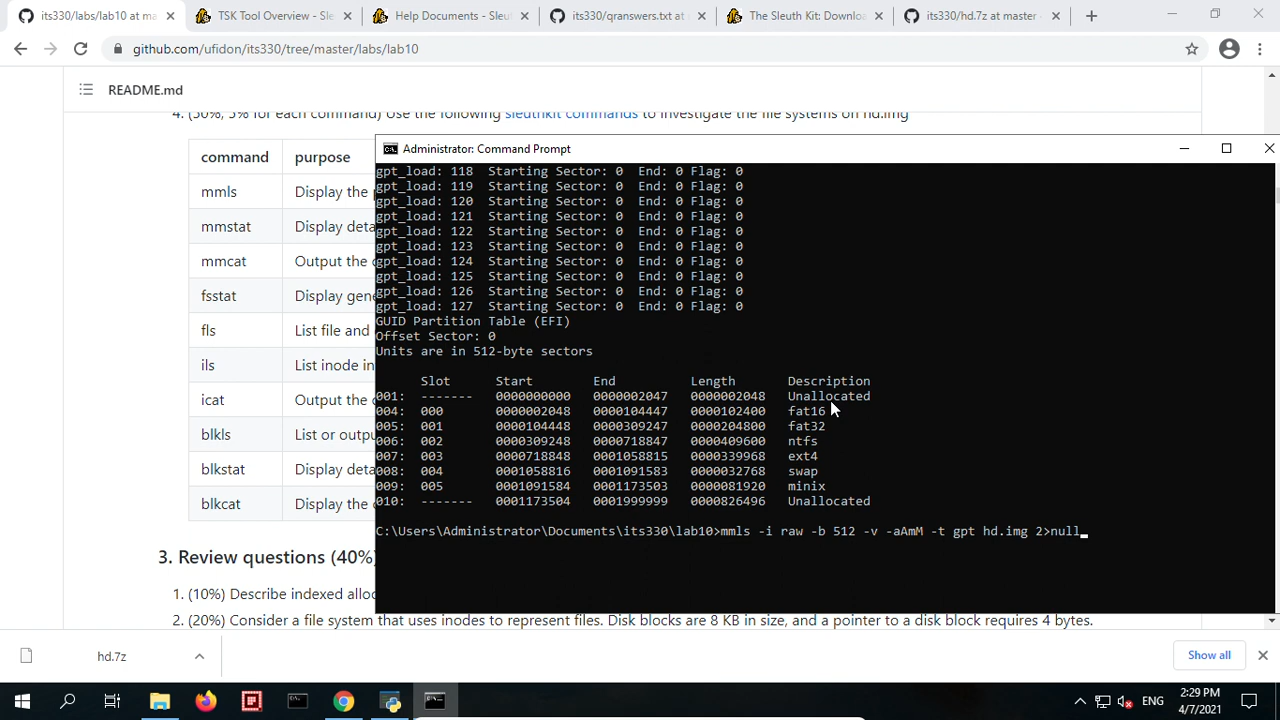 its330/labs/lab10 at ma
TSK Tool Overview - Sle
Help Documents - Sleuth
its330/qranswers.txt at
The Sleuth Kit: Downloa
its330/hd.7z at master
github.com/ufidon/its330/tree/master/labs/lab10
README.md
4. (50%, 5% for each command) Use the following sleuthkit commands to investigate the file systems on hd.img
command purpose
mmls Display the p
mmstat Display deta
mmcat Output the c
fsstat Display gene
fls List file and
ils List inode in
icat Output the c
blkls List or outpu
blkstat Display detai
blkcat Display the c
3. Review questions (40%)
1. (10%) Describe indexed alloc
2. (20%) Consider a file system that uses inodes to represent files. Disk blocks are 8 KB in size, and a pointer to a disk block requires 4 bytes.
Administrator: Command Prompt
gpt_load: 118  Starting Sector: 0  End: 0 Flag: 0
gpt_load: 119  Starting Sector: 0  End: 0 Flag: 0
gpt_load: 120  Starting Sector: 0  End: 0 Flag: 0
gpt_load: 121  Starting Sector: 0  End: 0 Flag: 0
gpt_load: 122  Starting Sector: 0  End: 0 Flag: 0
gpt_load: 123  Starting Sector: 0  End: 0 Flag: 0
gpt_load: 124  Starting Sector: 0  End: 0 Flag: 0
gpt_load: 125  Starting Sector: 0  End: 0 Flag: 0
gpt_load: 126  Starting Sector: 0  End: 0 Flag: 0
gpt_load: 127  Starting Sector: 0  End: 0 Flag: 0
GUID Partition Table (EFI)
Offset Sector: 0
Units are in 512-byte sectors
Slot Start End Length Description
001: ------- 0000000000 0000002047 0000002048 Unallocated
004: 000 0000002048 0000104447 0000102400 fat16
005: 001 0000104448 0000309247 0000204800 fat32
006: 002 0000309248 0000718847 0000409600 ntfs
007: 003 0000718848 0001058815 0000339968 ext4
008: 004 0001058816 0001091583 0000032768 swap
009: 005 0001091584 0001173503 0000081920 minix
010: ------- 0001173504 0001999999 0000826496 Unallocated
C:\Users\Administrator\Documents\its330\lab10>mmls -i raw -b 512 -v -aAmM -t gpt hd.img 2>null_
hd.7z
Show all
ENG
2:29 PM
4/7/2021